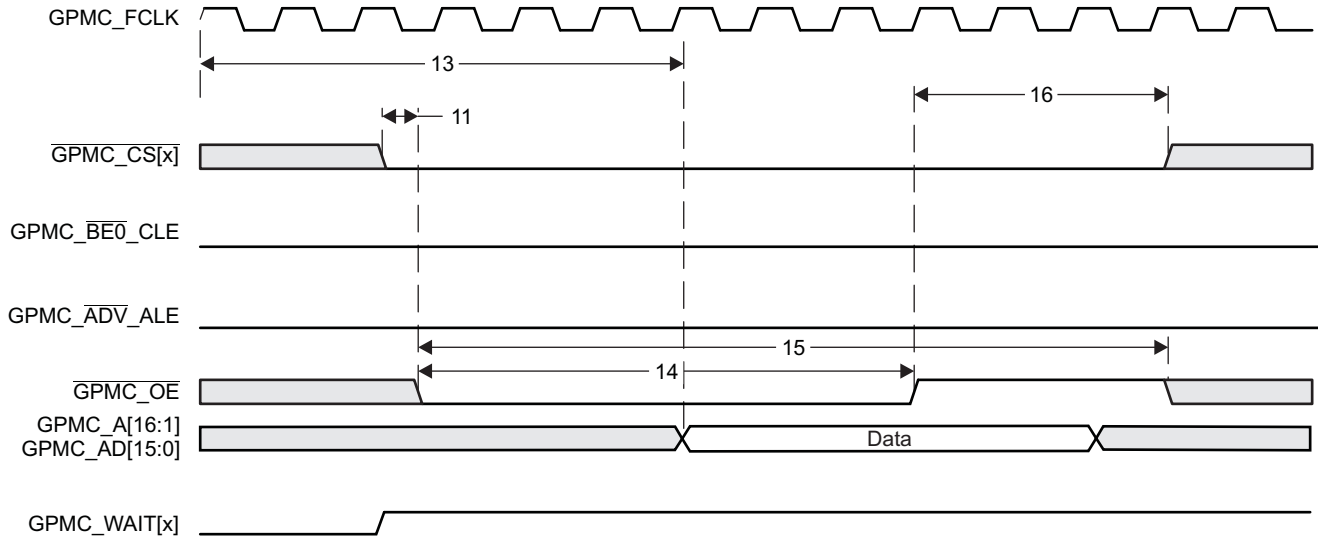 GPMC_FCLK
13
16
11
GPMC_CS[x]
GPMC_BE0_CLE
GPMC_ADV_ALE
15
14
GPMC_OE
GPMC_A[16:1]
GPMC_AD[15:0]
Data
GPMC_WAIT[x]